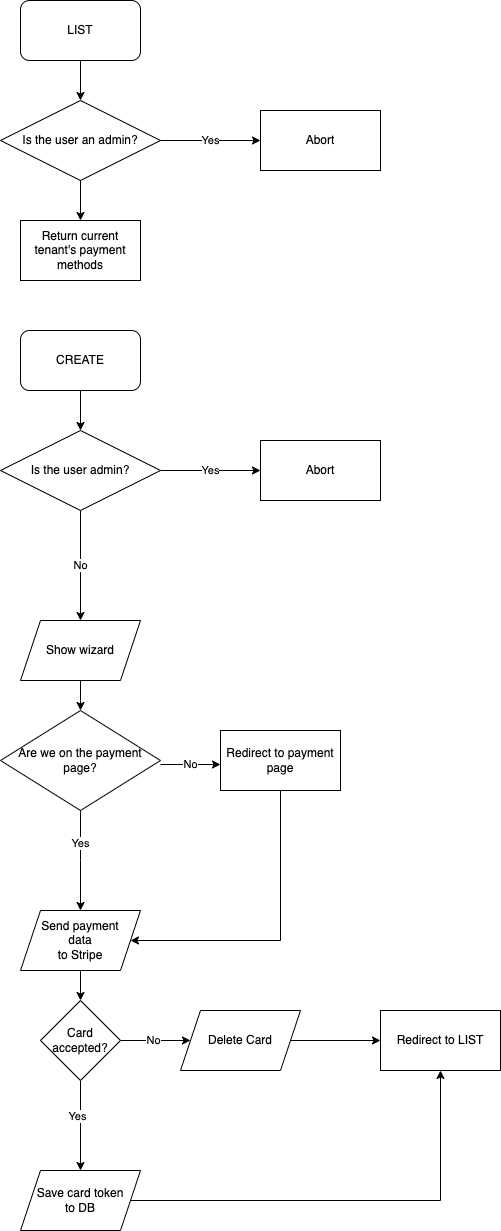 LIST
Is the user an admin?
Yes
Abort
Return current
tenant's payment
methods
CREATE
Is the user admin?
Yes
Abort
No
Show wizard
Are we on the payment
page?
No
Redirect to payment
page
Yes
Send payment
data
to Stripe
Card
accepted?
No
Delete Card
Redirect to LIST
Yes
Save card token
to DB